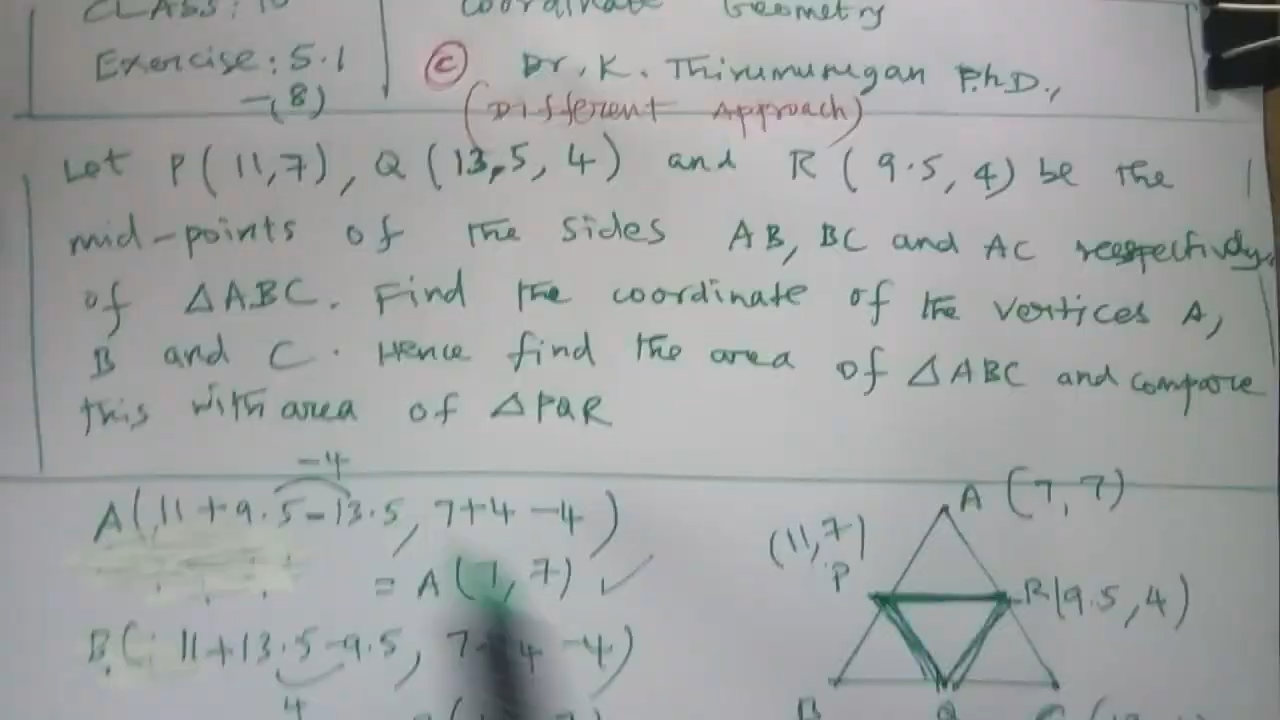 CLASS: 10
Coordinate Geometry
Exercise: 5.1
-(8)
© Dr. K. Thirumurugan Ph.D.,
(Different Approach)
Let P(11,7), Q(13.5, 4) and R(9.5, 4) be the
mid-points of the sides AB, BC and AC respectively
of ΔABC. Find the coordinate of the vertices A,
B and C. Hence find the area of ΔABC and compare
this with area of ΔPQR
-4
A(11+9.5-13.5, 7+4-4)
= A(7,7) ✓
B(11+13.5-9.5, 7+4-4)
4
A (7,7)
(11,7)
P
R(9.5,4)
B
Q